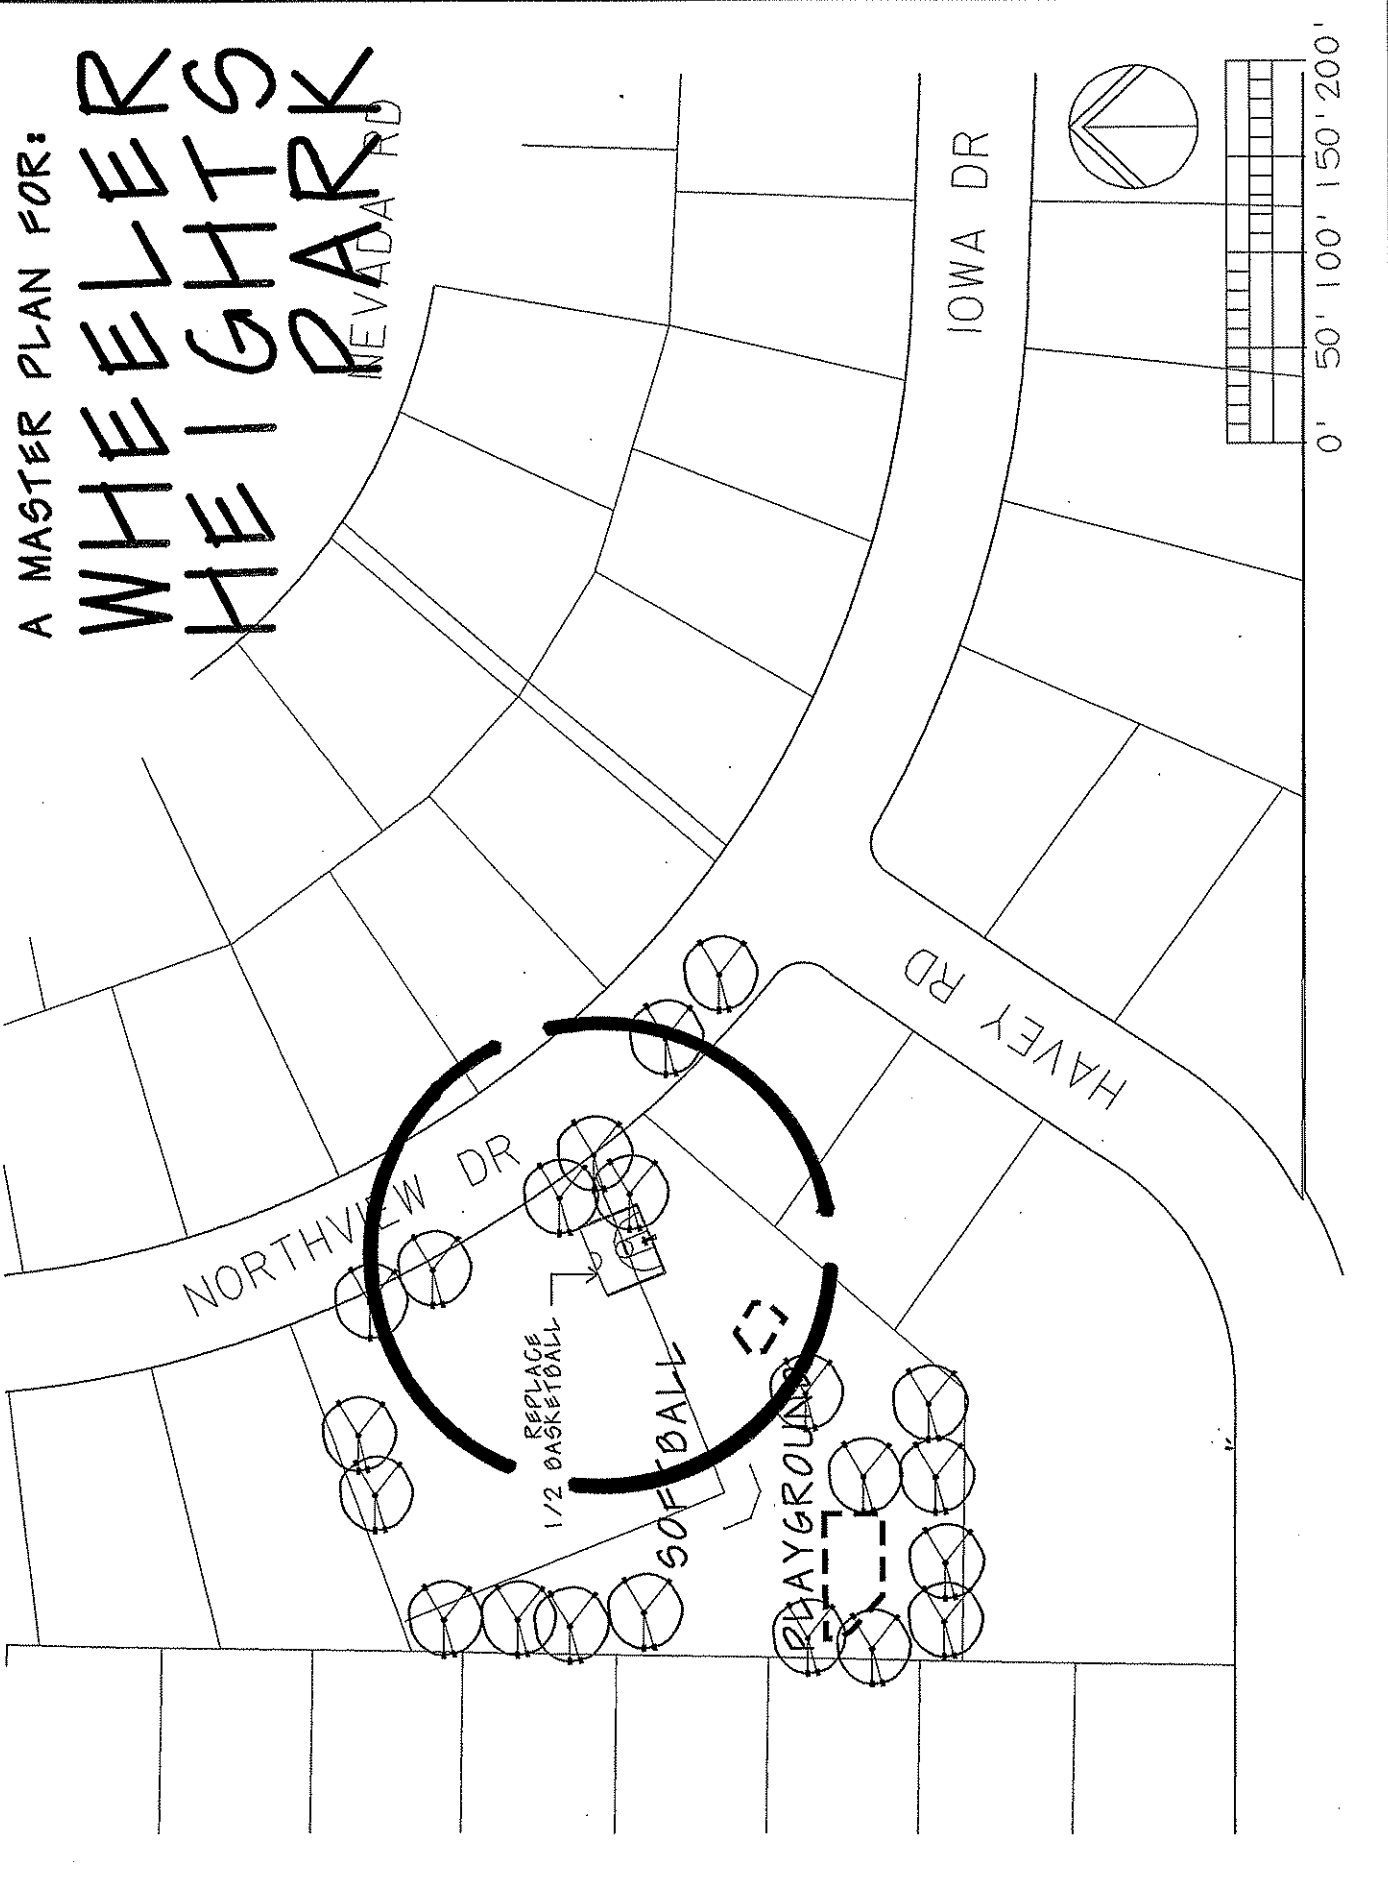 A MASTER PLAN FOR:
WHEELER
HEIGHTS
PARK
NEVADA RD
IOWA DR
HAVEY RD
NORTHVIEW DR
REPLACE
1/2 BASKETBALL
SOFTBALL
PLAYGROUND
0' 50' 100' 150' 200'